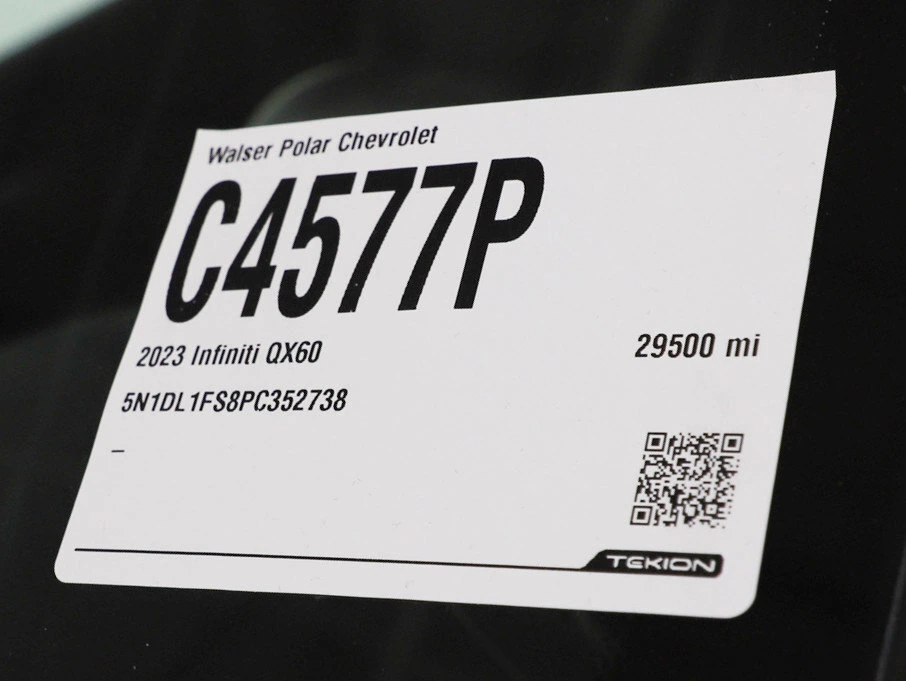 Walser Polar Chevrolet
C4577P
2023 Infiniti QX60
29500 mi
5N1DL1FS8PC352738
–
TEKION